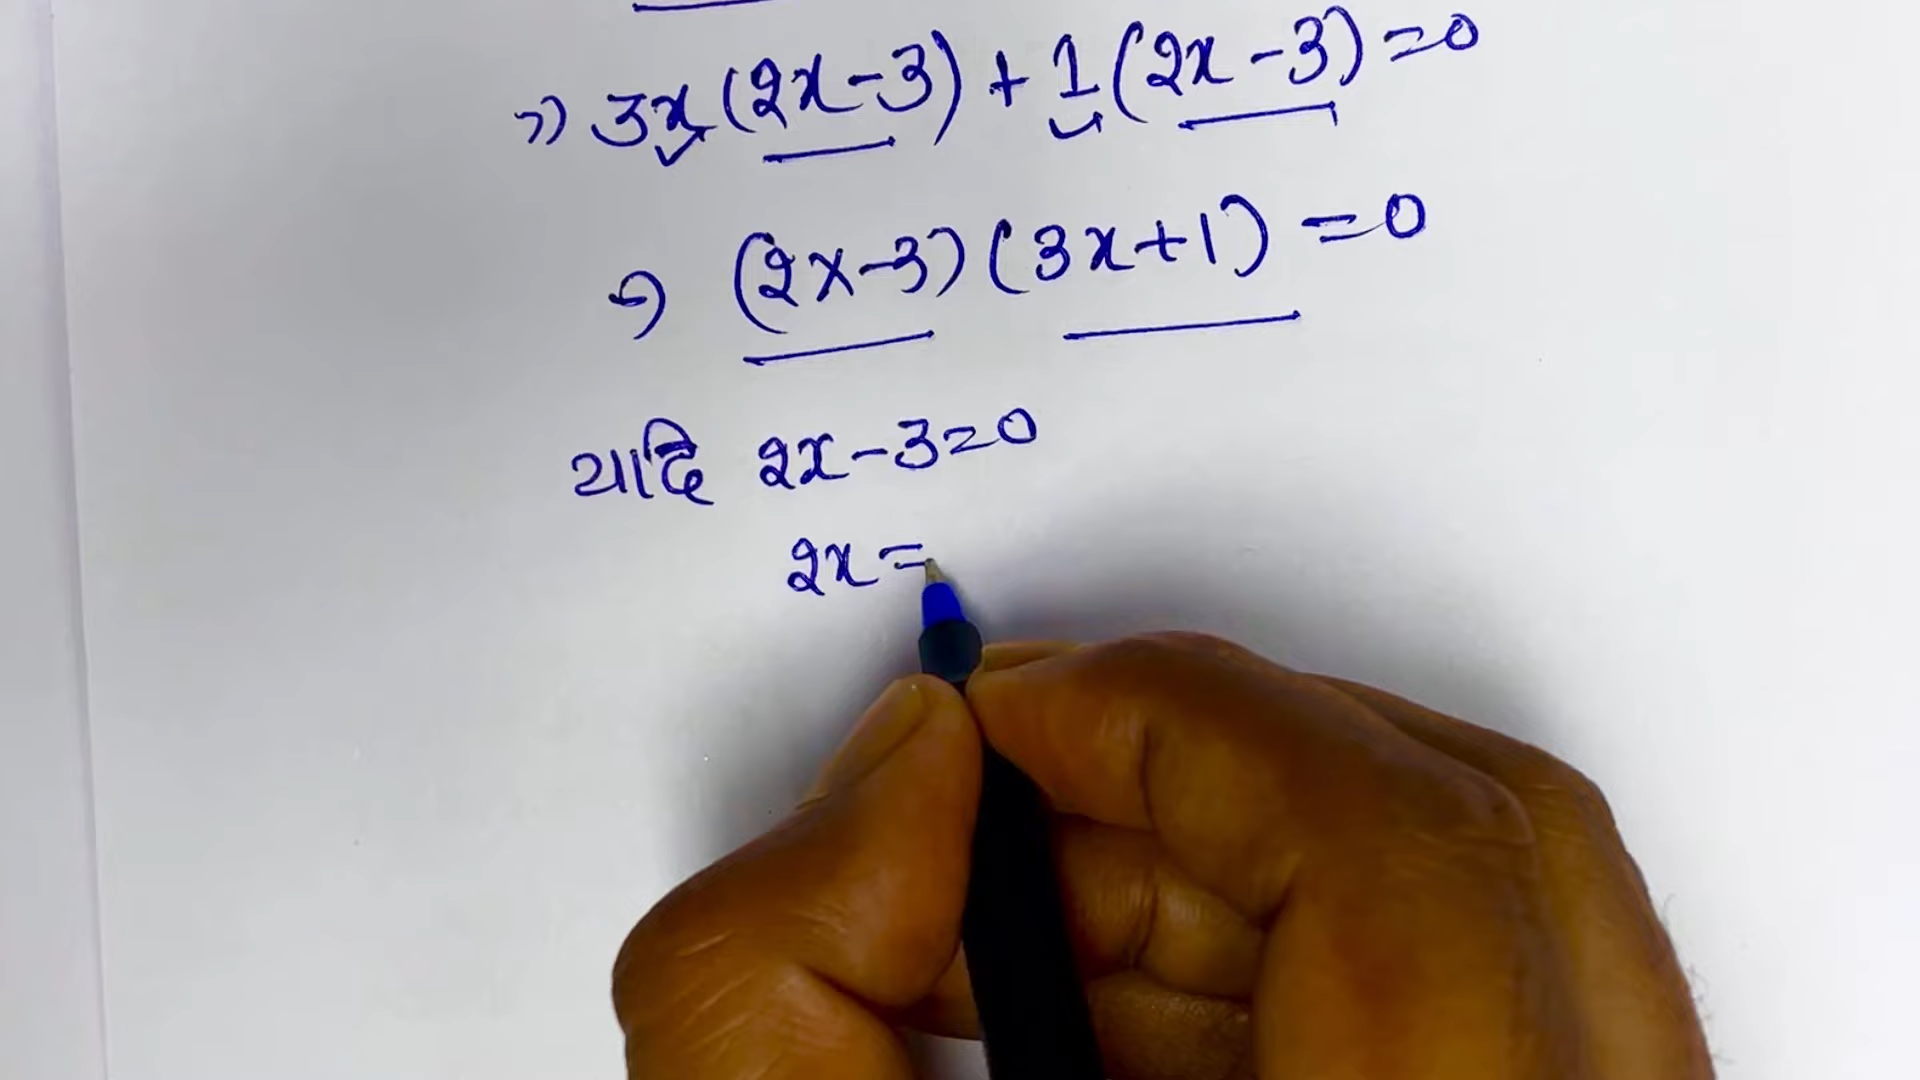 => 3x (2x-3) + 1 (2x-3) = 0
=> (2x-3) (3x+1) = 0
यदि 2x-3=0
2x =